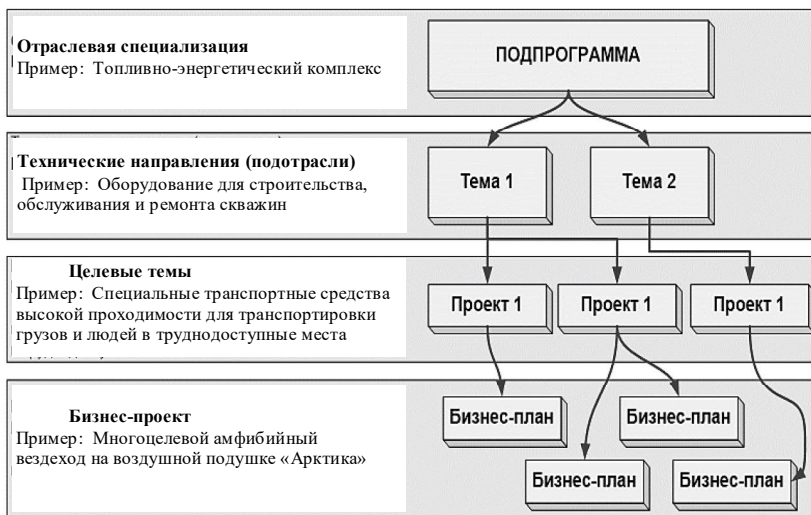 Отраслевая специализация
Пример: Топливно-энергетический комплекс
ПОДПРОГРАММА
Технические направления (подотрасли)
Пример: Оборудование для строительства,
обслуживания и ремонта скважин
Тема 1
Тема 2
Целевые темы
Пример: Специальные транспортные средства
высокой проходимости для транспортировки
грузов и людей в труднодоступные места
Проект 1
Проект 1
Проект 1
Бизнес-проект
Пример: Многоцелевой амфибийный
вездеход на воздушной подушке «Арктика»
Бизнес-план
Бизнес-план
Бизнес-план
Бизнес-план